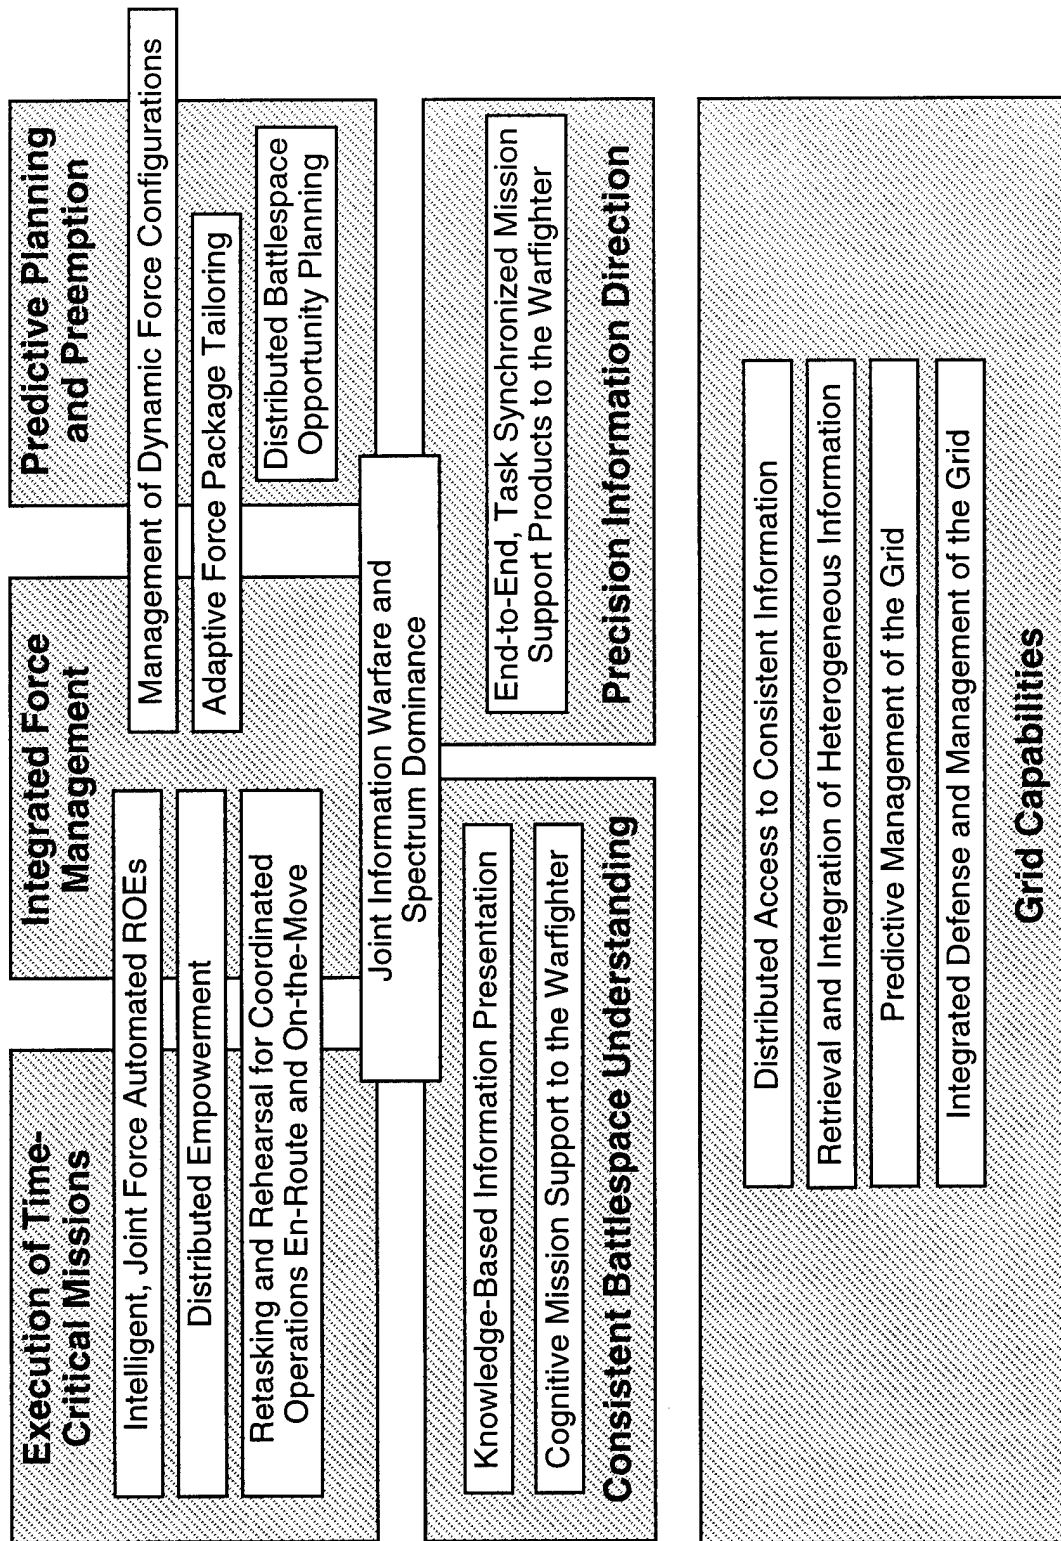 Execution of Time-
Critical Missions
Intelligent, Joint Force Automated ROEs
Distributed Empowerment
Retasking and Rehearsal for Coordinated
Operations En-Route and On-the-Move
Integrated Force
Management
Predictive Planning
and Preemption
Management of Dynamic Force Configurations
Adaptive Force Package Tailoring
Distributed Battlespace
Opportunity Planning
Joint Information Warfare and
Spectrum Dominance
Knowledge-Based Information Presentation
Cognitive Mission Support to the Warfighter
Consistent Battlespace Understanding
End-to-End, Task Synchronized Mission
Support Products to the Warfighter
Precision Information Direction
Distributed Access to Consistent Information
Retrieval and Integration of Heterogeneous Information
Predictive Management of the Grid
Integrated Defense and Management of the Grid
Grid Capabilities